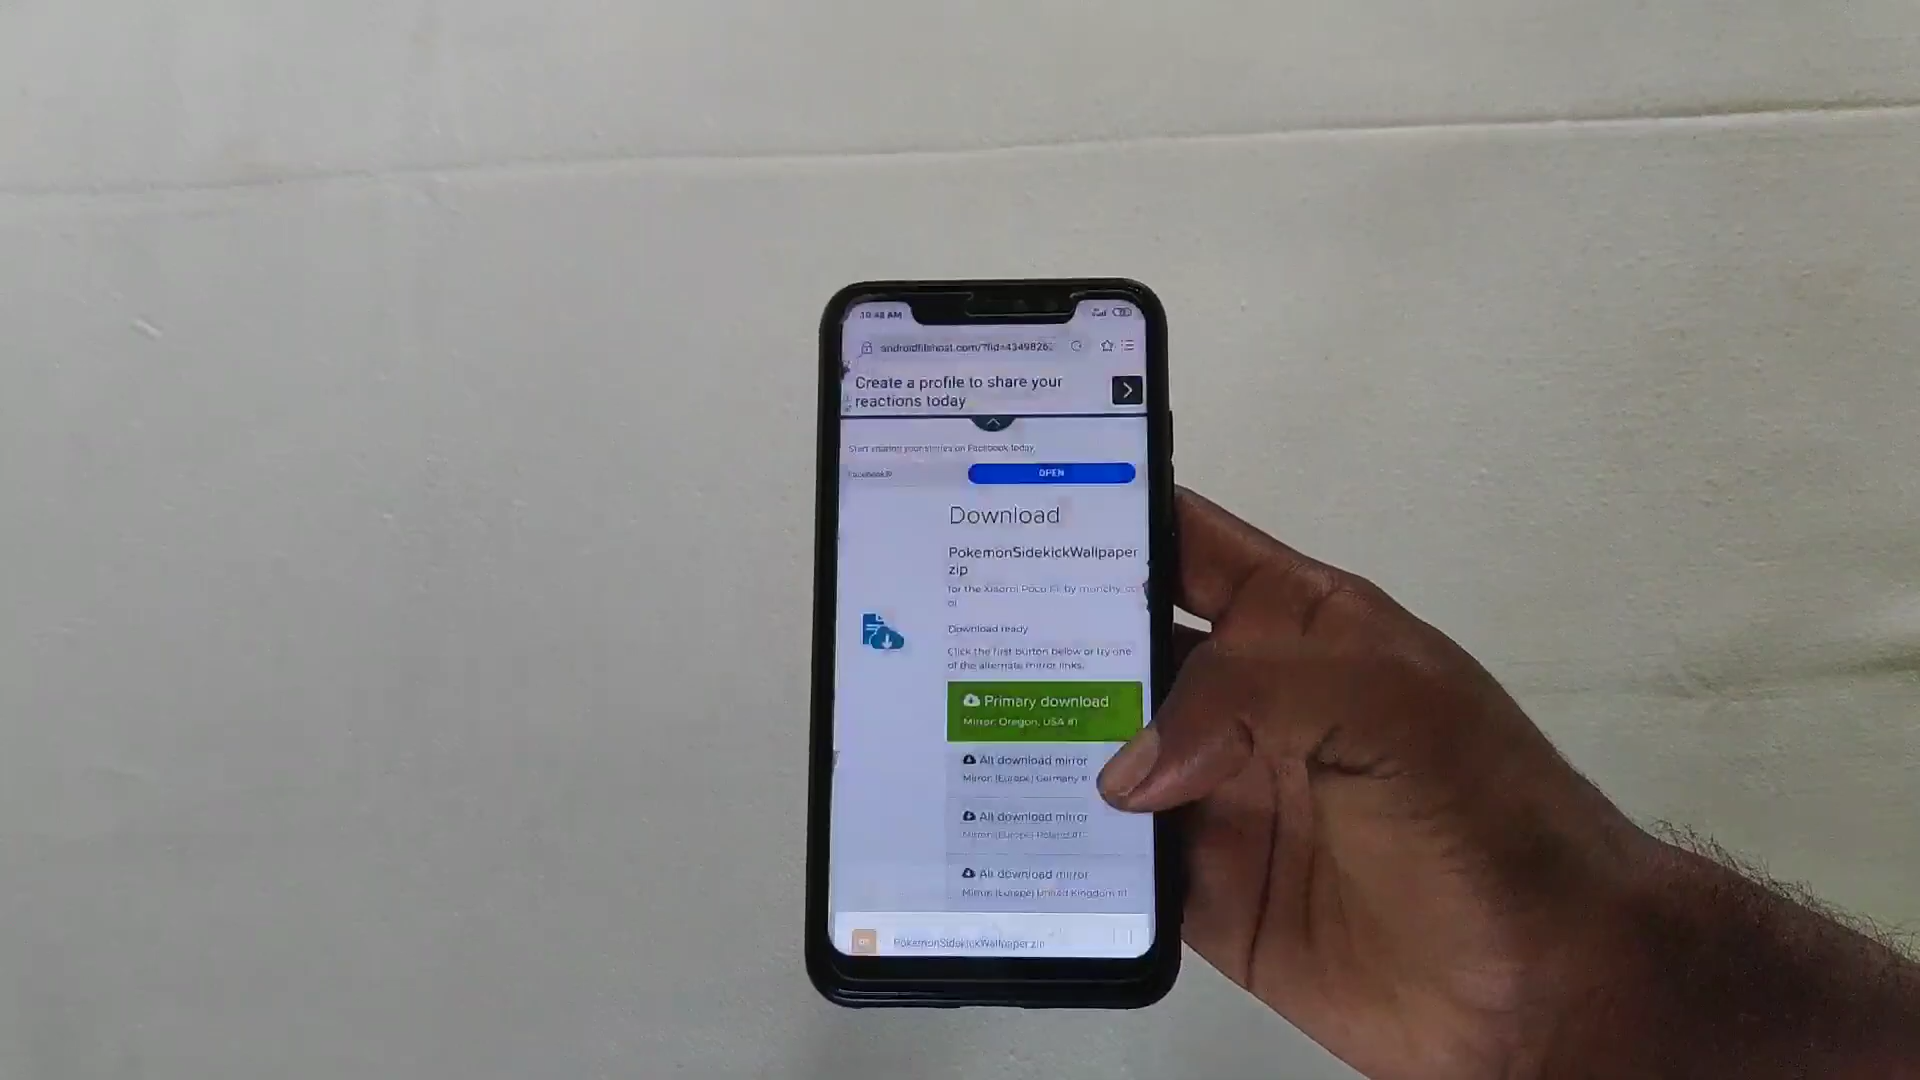 10:48 AM
androidfilehost.com/?fid=4349826
Create a profile to share your
reactions today
Start sharing your stories on Facebook today.
Facebook
OPEN
Download
PokemonSidekickWallpaper
zip
for the Xiaomi Poco F1, by munchy_co
ol
Download ready
Click the first button below or try one
of the alternate mirror links.
Primary download
Mirror: Oregon, USA #1
Alt download mirror
Mirror: (Europe) Germany #1
Alt download mirror
Mirror: (Europe) Poland #1
Alt download mirror
Mirror: (Europe) United Kingdom #1
PokemonSidekickWallpaper.zip